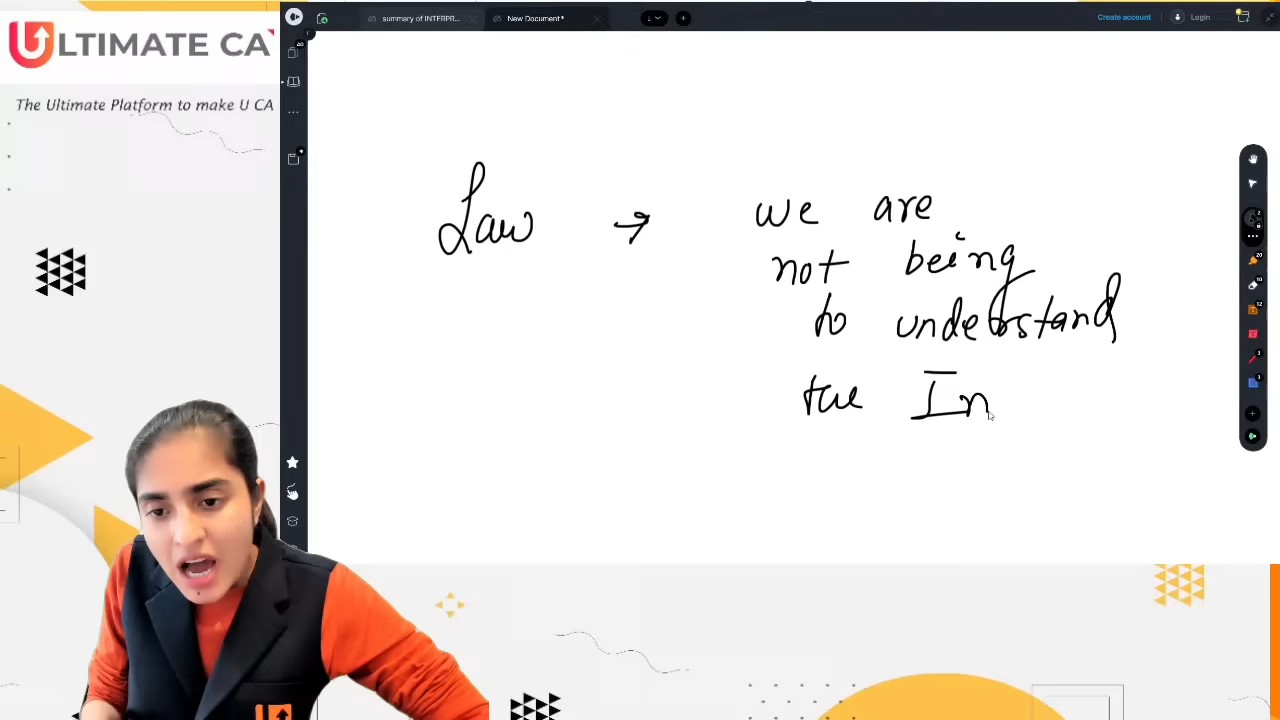 ULTIMATE CA
The Ultimate Platform to make U CA
summary of INTERPR...
New Document*
1
Create account
Login
Law → we are
not being
to understand
the In